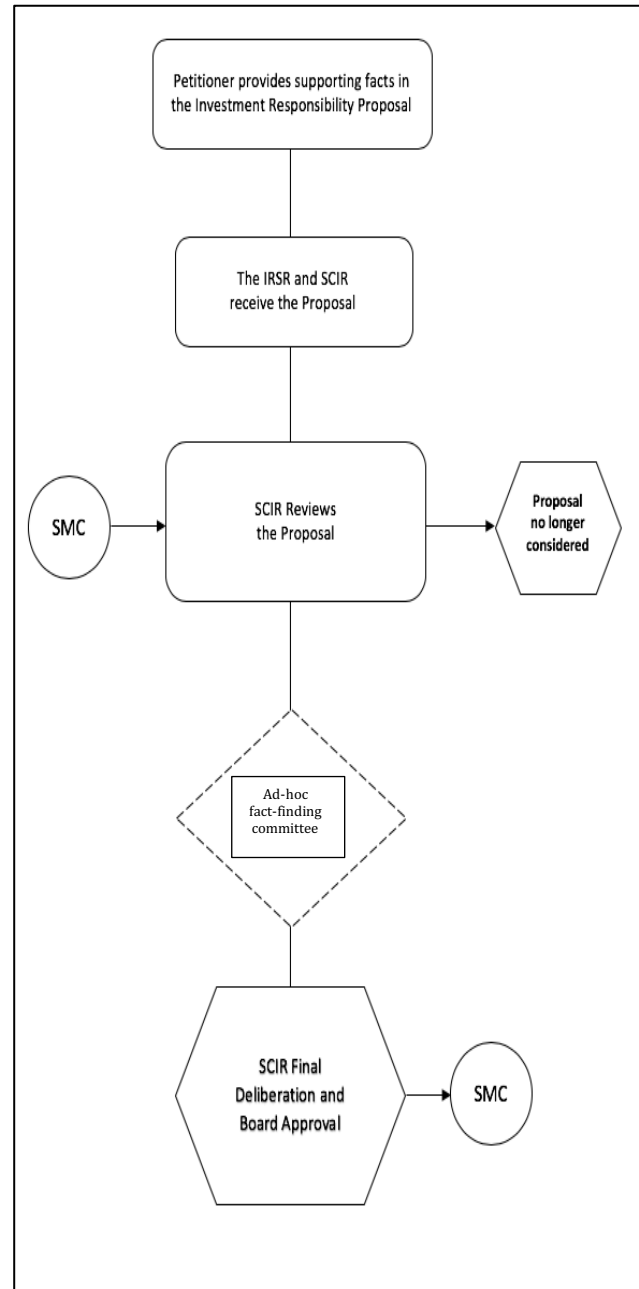 Petitioner provides supporting facts in
the Investment Responsibility Proposal
The IRSR and SCIR
receive the Proposal
SMC
SCIR Reviews
the Proposal
Proposal
no longer
considered
Ad-hoc
fact-finding
committee
SCIR Final
Deliberation and
Board Approval
SMC